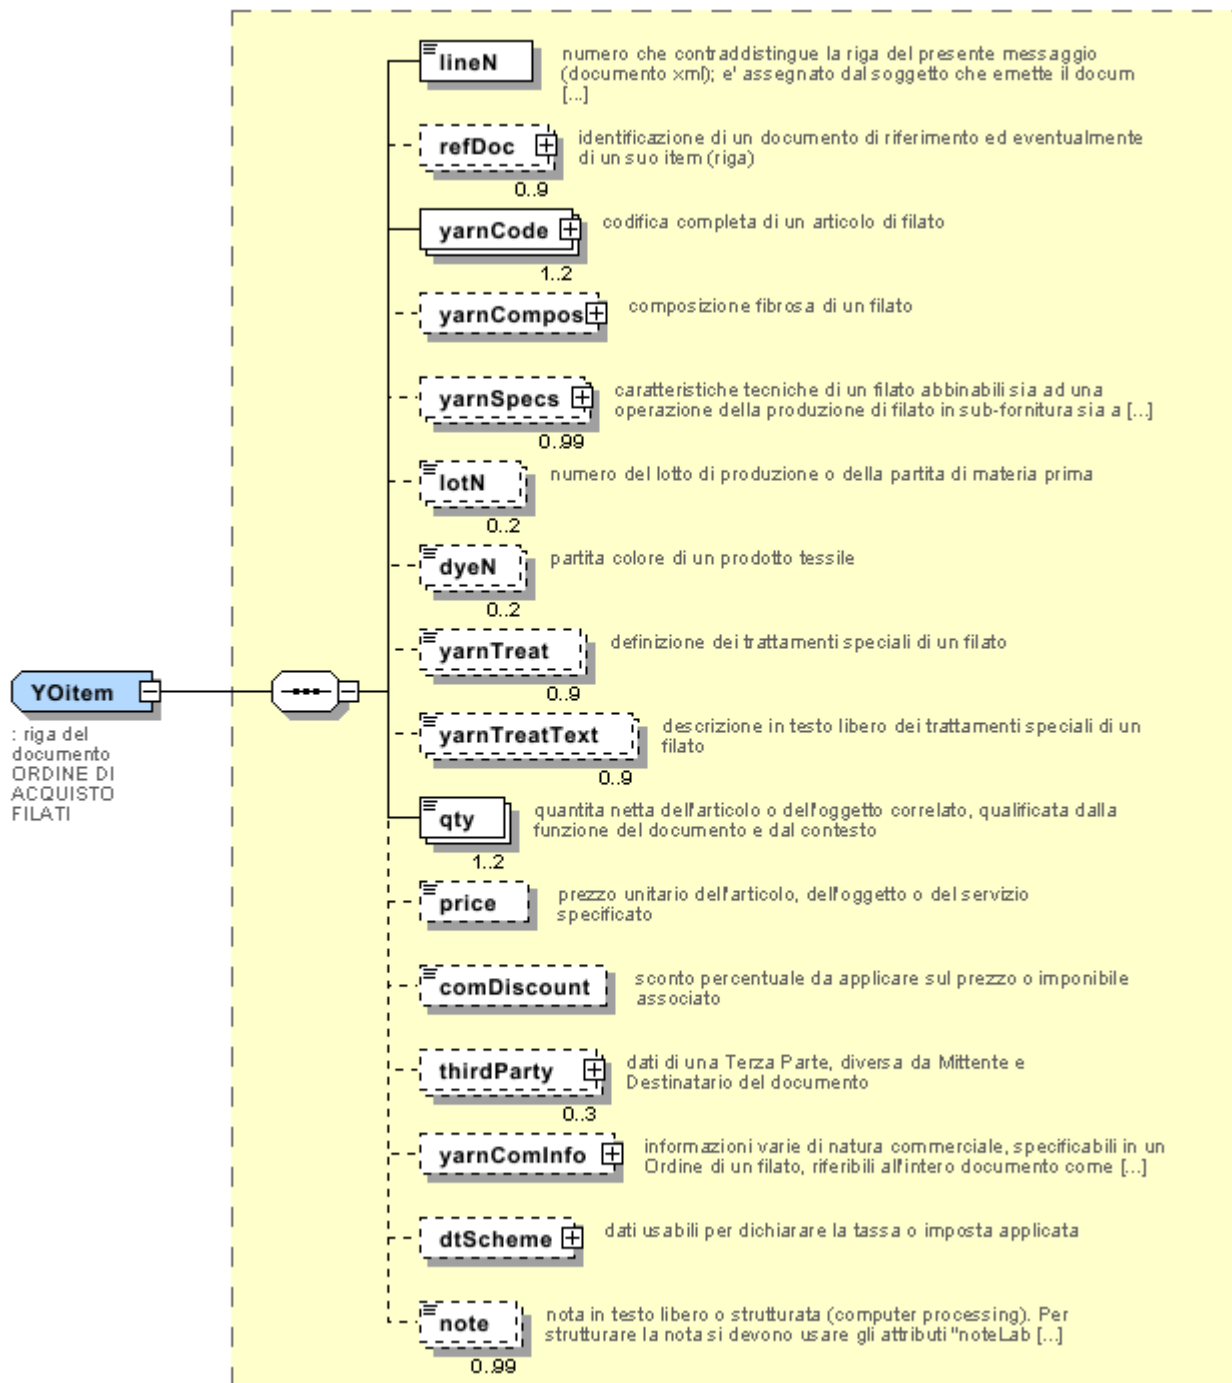 lineN
numero che contraddistingue la riga del presente messaggio
(documento xml); e' assegnato dal soggetto che emette il docum
[...]
refDoc
identificazione di un documento di riferimento ed eventualmente
di un suo item (riga)
0..9
yarnCode
codifica completa di un articolo di filato
1..2
yarnCompos
composizione fibrosa di un filato
yarnSpecs
caratteristiche tecniche di un filato abbinabili sia ad una
operazione della produzione di filato in sub-fornitura sia a [...]
0..99
lotN
numero del lotto di produzione o della partita di materia prima
0..2
dyeN
partita colore di un prodotto tessile
0..2
yarnTreat
definizione dei trattamenti speciali di un filato
0..9
YOitem
: riga del
documento
ORDINE DI
ACQUISTO
FILATI
yarnTreatText
descrizione in testo libero dei trattamenti speciali di un
filato
0..9
qty
quantita netta dell'articolo o dell'oggetto correlato, qualificata dalla
funzione del documento e dal contesto
1..2
price
prezzo unitario dell'articolo, dell'oggetto o del servizio
specificato
comDiscount
sconto percentuale da applicare sul prezzo o imponibile
associato
thirdParty
dati di una Terza Parte, diversa da Mittente e
Destinatario del documento
0..3
yarnComInfo
informazioni varie di natura commerciale, specificabili in un
Ordine di un filato, riferibili all'intero documento come [...]
dtScheme
dati usabili per dichiarare la tassa o imposta applicata
note
nota in testo libero o strutturata (computer processing). Per
strutturare la nota si devono usare gli attributi "noteLab [...]
0..99